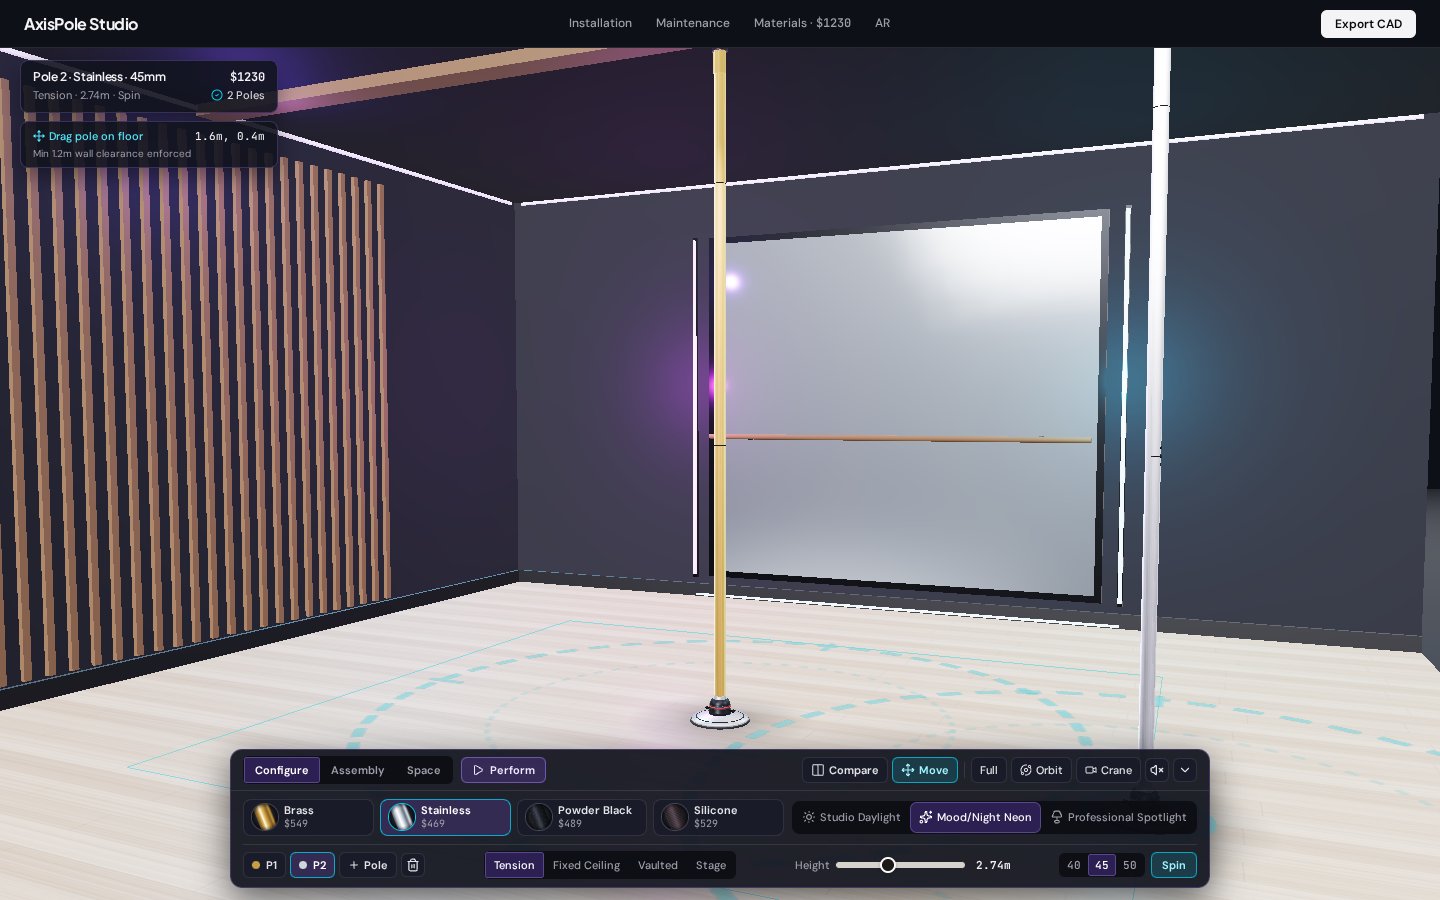 AxisPole Studio
Installation Maintenance Materials · $1230 AR
Export CAD
Pole 2 · Stainless · 45mm $1230
Tension · 2.74m · Spin 2 Poles
Drag pole on floor 1.6m, 0.4m
Min 1.2m wall clearance enforced
Configure Assembly Space Perform Compare Move Full Orbit Crane
Brass
$549
Stainless
$469
Powder Black
$489
Silicone
$529
Studio Daylight Mood/Night Neon Professional Spotlight
P1 P2 + Pole Tension Fixed Ceiling Vaulted Stage Height 2.74m 40 45 50 Spin